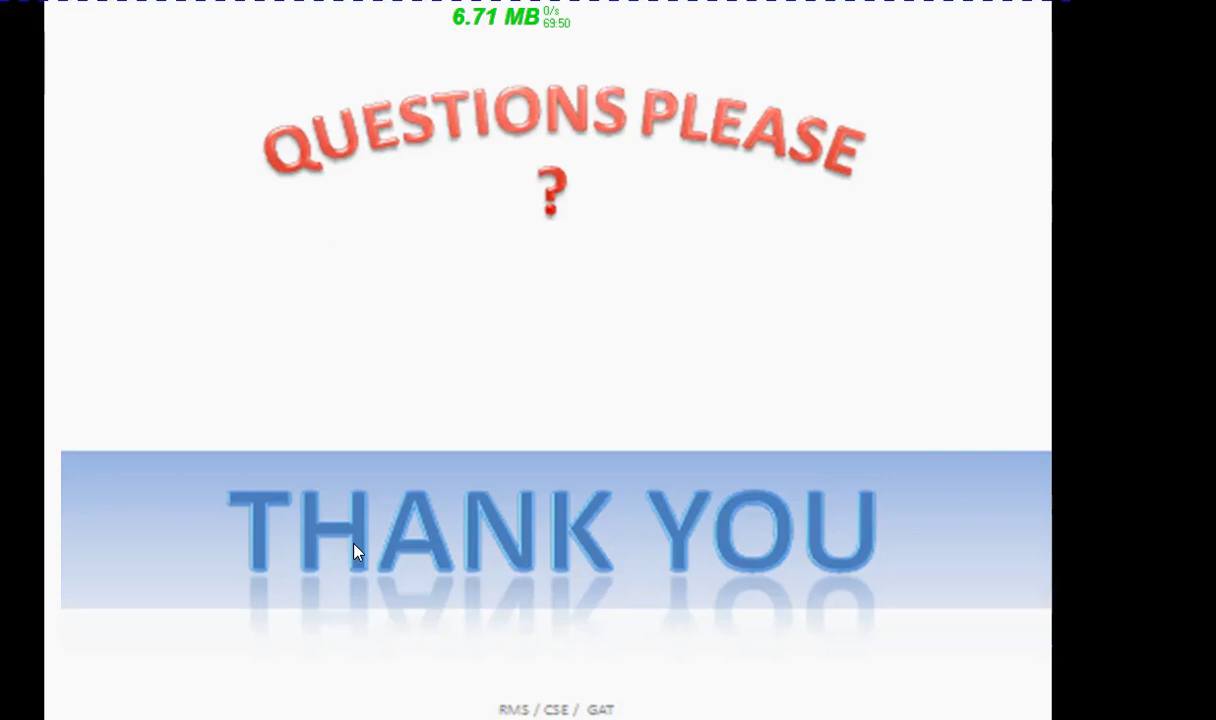 6.71 MB 0/s
69:50
QUESTIONS PLEASE
?
THANK YOU
RMS / CSE / GAT